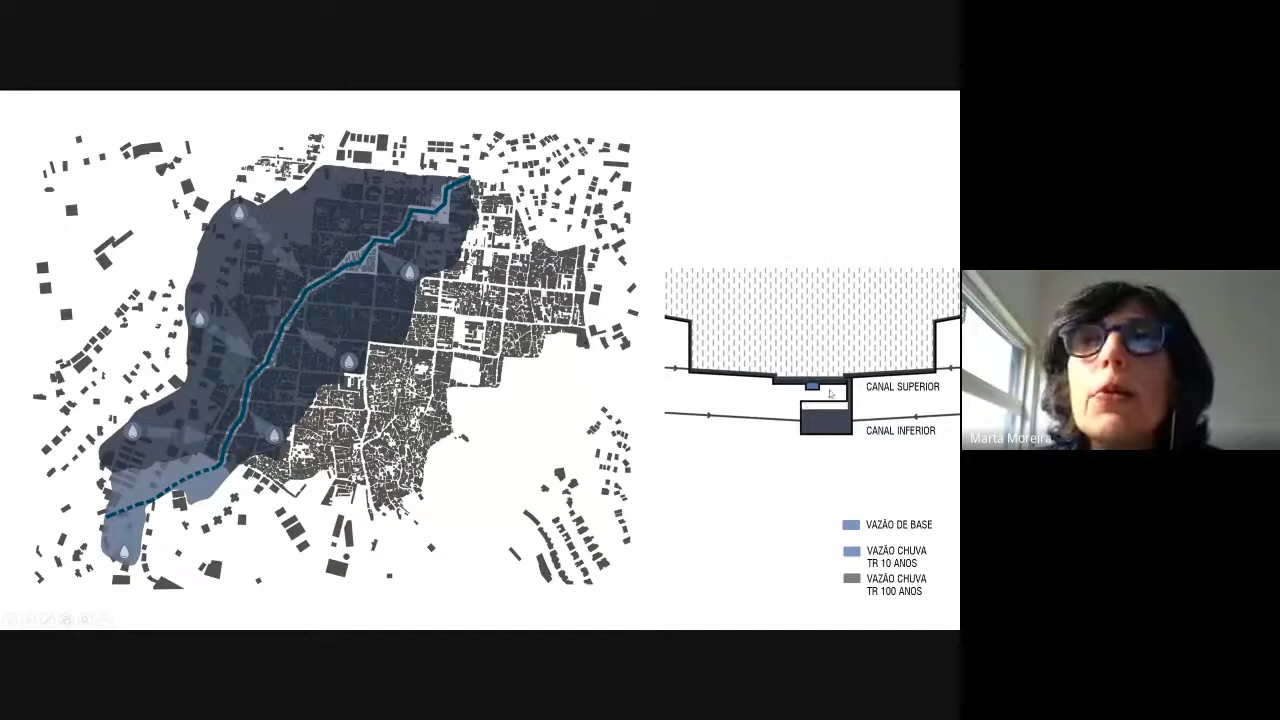 CANAL SUPERIOR
CANAL INFERIOR
VAZÃO DE BASE
VAZÃO CHUVA
TR 10 ANOS
VAZÃO CHUVA
TR 100 ANOS
Marta Moreira